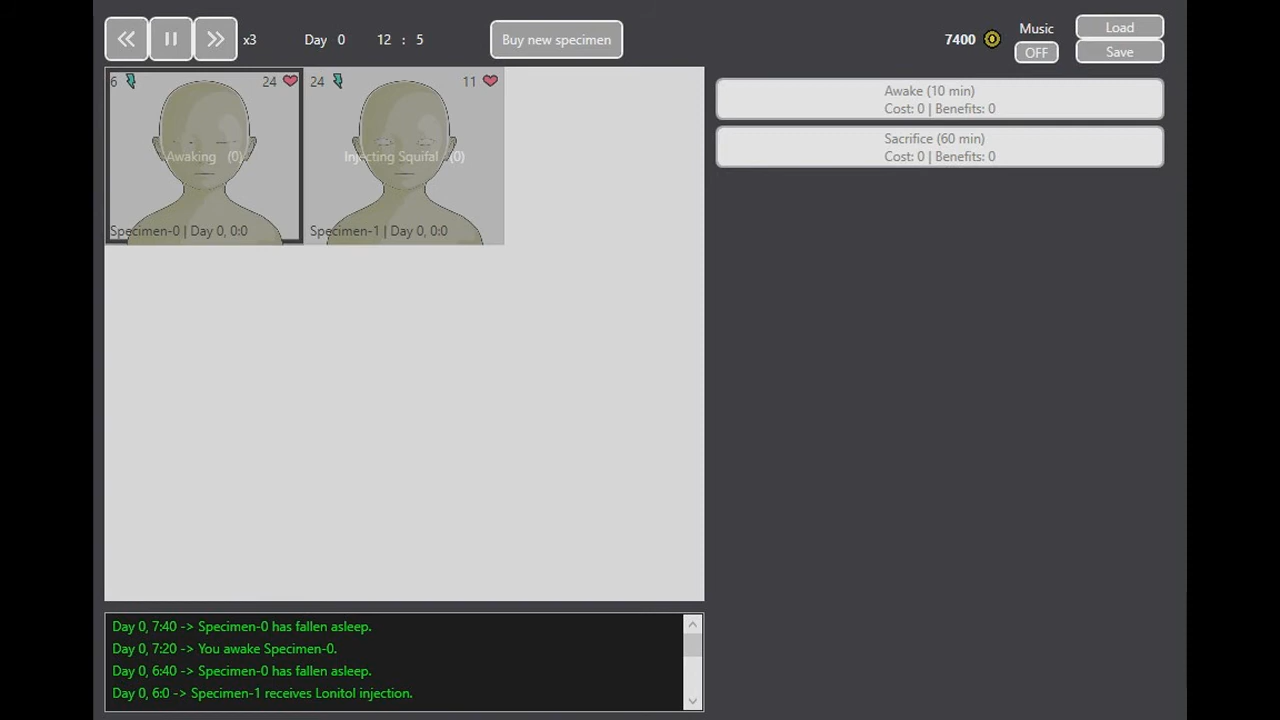 x3 Day 0 12 : 5 Buy new specimen 7400 Music OFF Load Save
6 24 24 11
Awaking (0) Injecting Squifal (0)
Specimen-0 | Day 0, 0:0 Specimen-1 | Day 0, 0:0
Awake (10 min)
Cost: 0 | Benefits: 0
Sacrifice (60 min)
Cost: 0 | Benefits: 0
Day 0, 7:40 -> Specimen-0 has fallen asleep.
Day 0, 7:20 -> You awake Specimen-0.
Day 0, 6:40 -> Specimen-0 has fallen asleep.
Day 0, 6:0 -> Specimen-1 receives Lonitol injection.